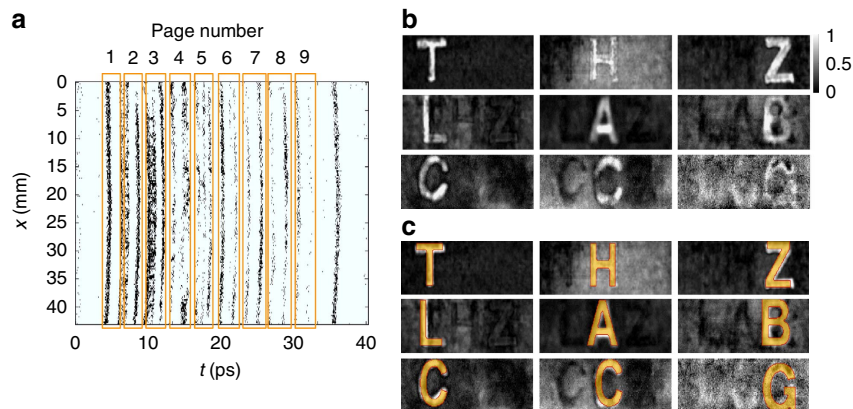 a
Page number
1 2 3 4 5 6 7 8 9
0
5
10
15
20
25
30
35
40
x (mm)
0 10 20 30 40
t (ps)
b
T H Z
L A B
C C G
1
0.5
0
c
T H Z
L A B
C C G